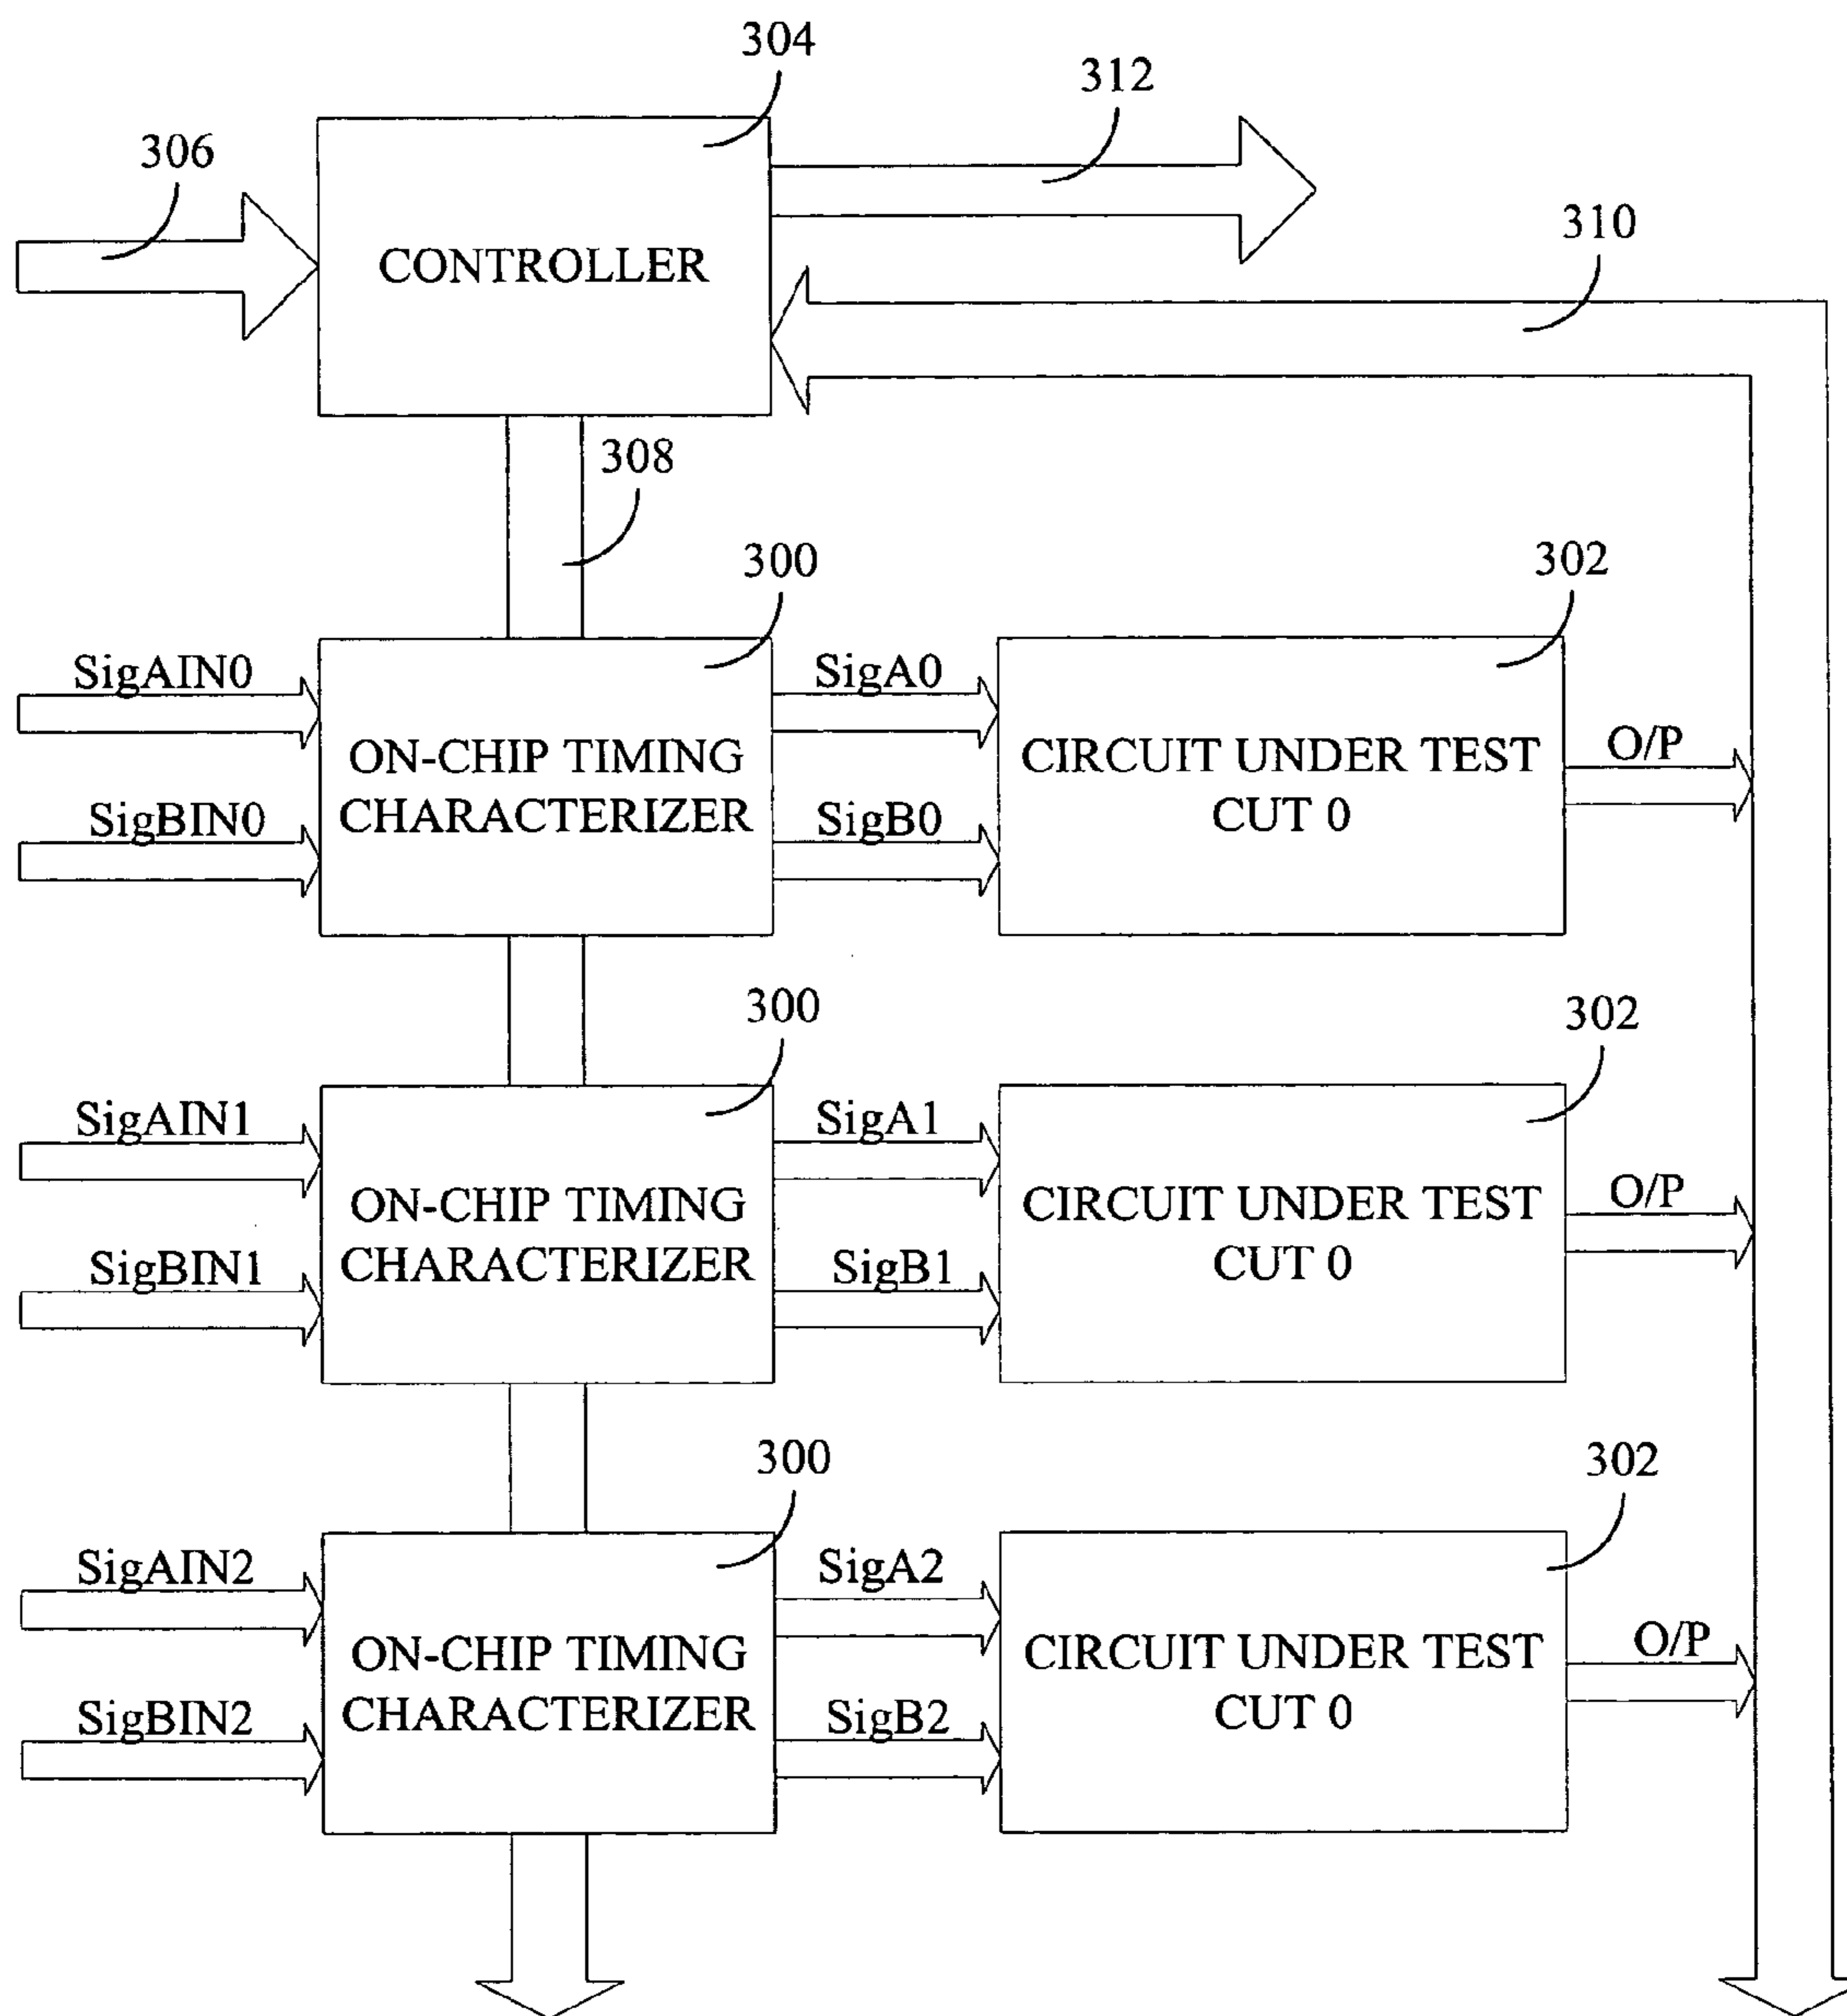 304
312
306
310
CONTROLLER
308
300
302
SigAIN0
SigA0
ON-CHIP TIMING
CHARACTERIZER
CIRCUIT UNDER TEST
CUT 0
O/P
SigBIN0
SigB0
300
302
SigAIN1
SigA1
ON-CHIP TIMING
CHARACTERIZER
CIRCUIT UNDER TEST
CUT 0
O/P
SigBIN1
SigB1
300
302
SigAIN2
SigA2
ON-CHIP TIMING
CHARACTERIZER
CIRCUIT UNDER TEST
CUT 0
O/P
SigBIN2
SigB2